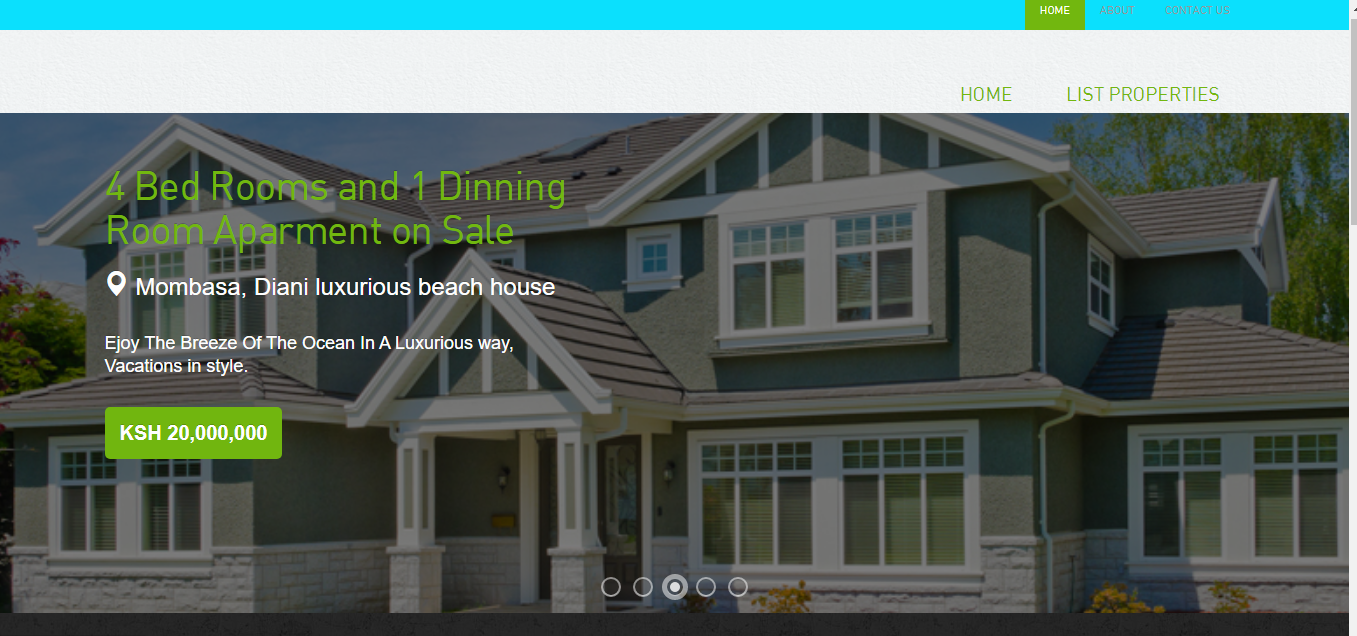 HOME ABOUT CONTACT US
HOME LIST PROPERTIES
4 Bed Rooms and 1 Dinning
Room Aparment on Sale
Mombasa, Diani luxurious beach house
Ejoy The Breeze Of The Ocean In A Luxurious way,
Vacations in style.
KSH 20,000,000